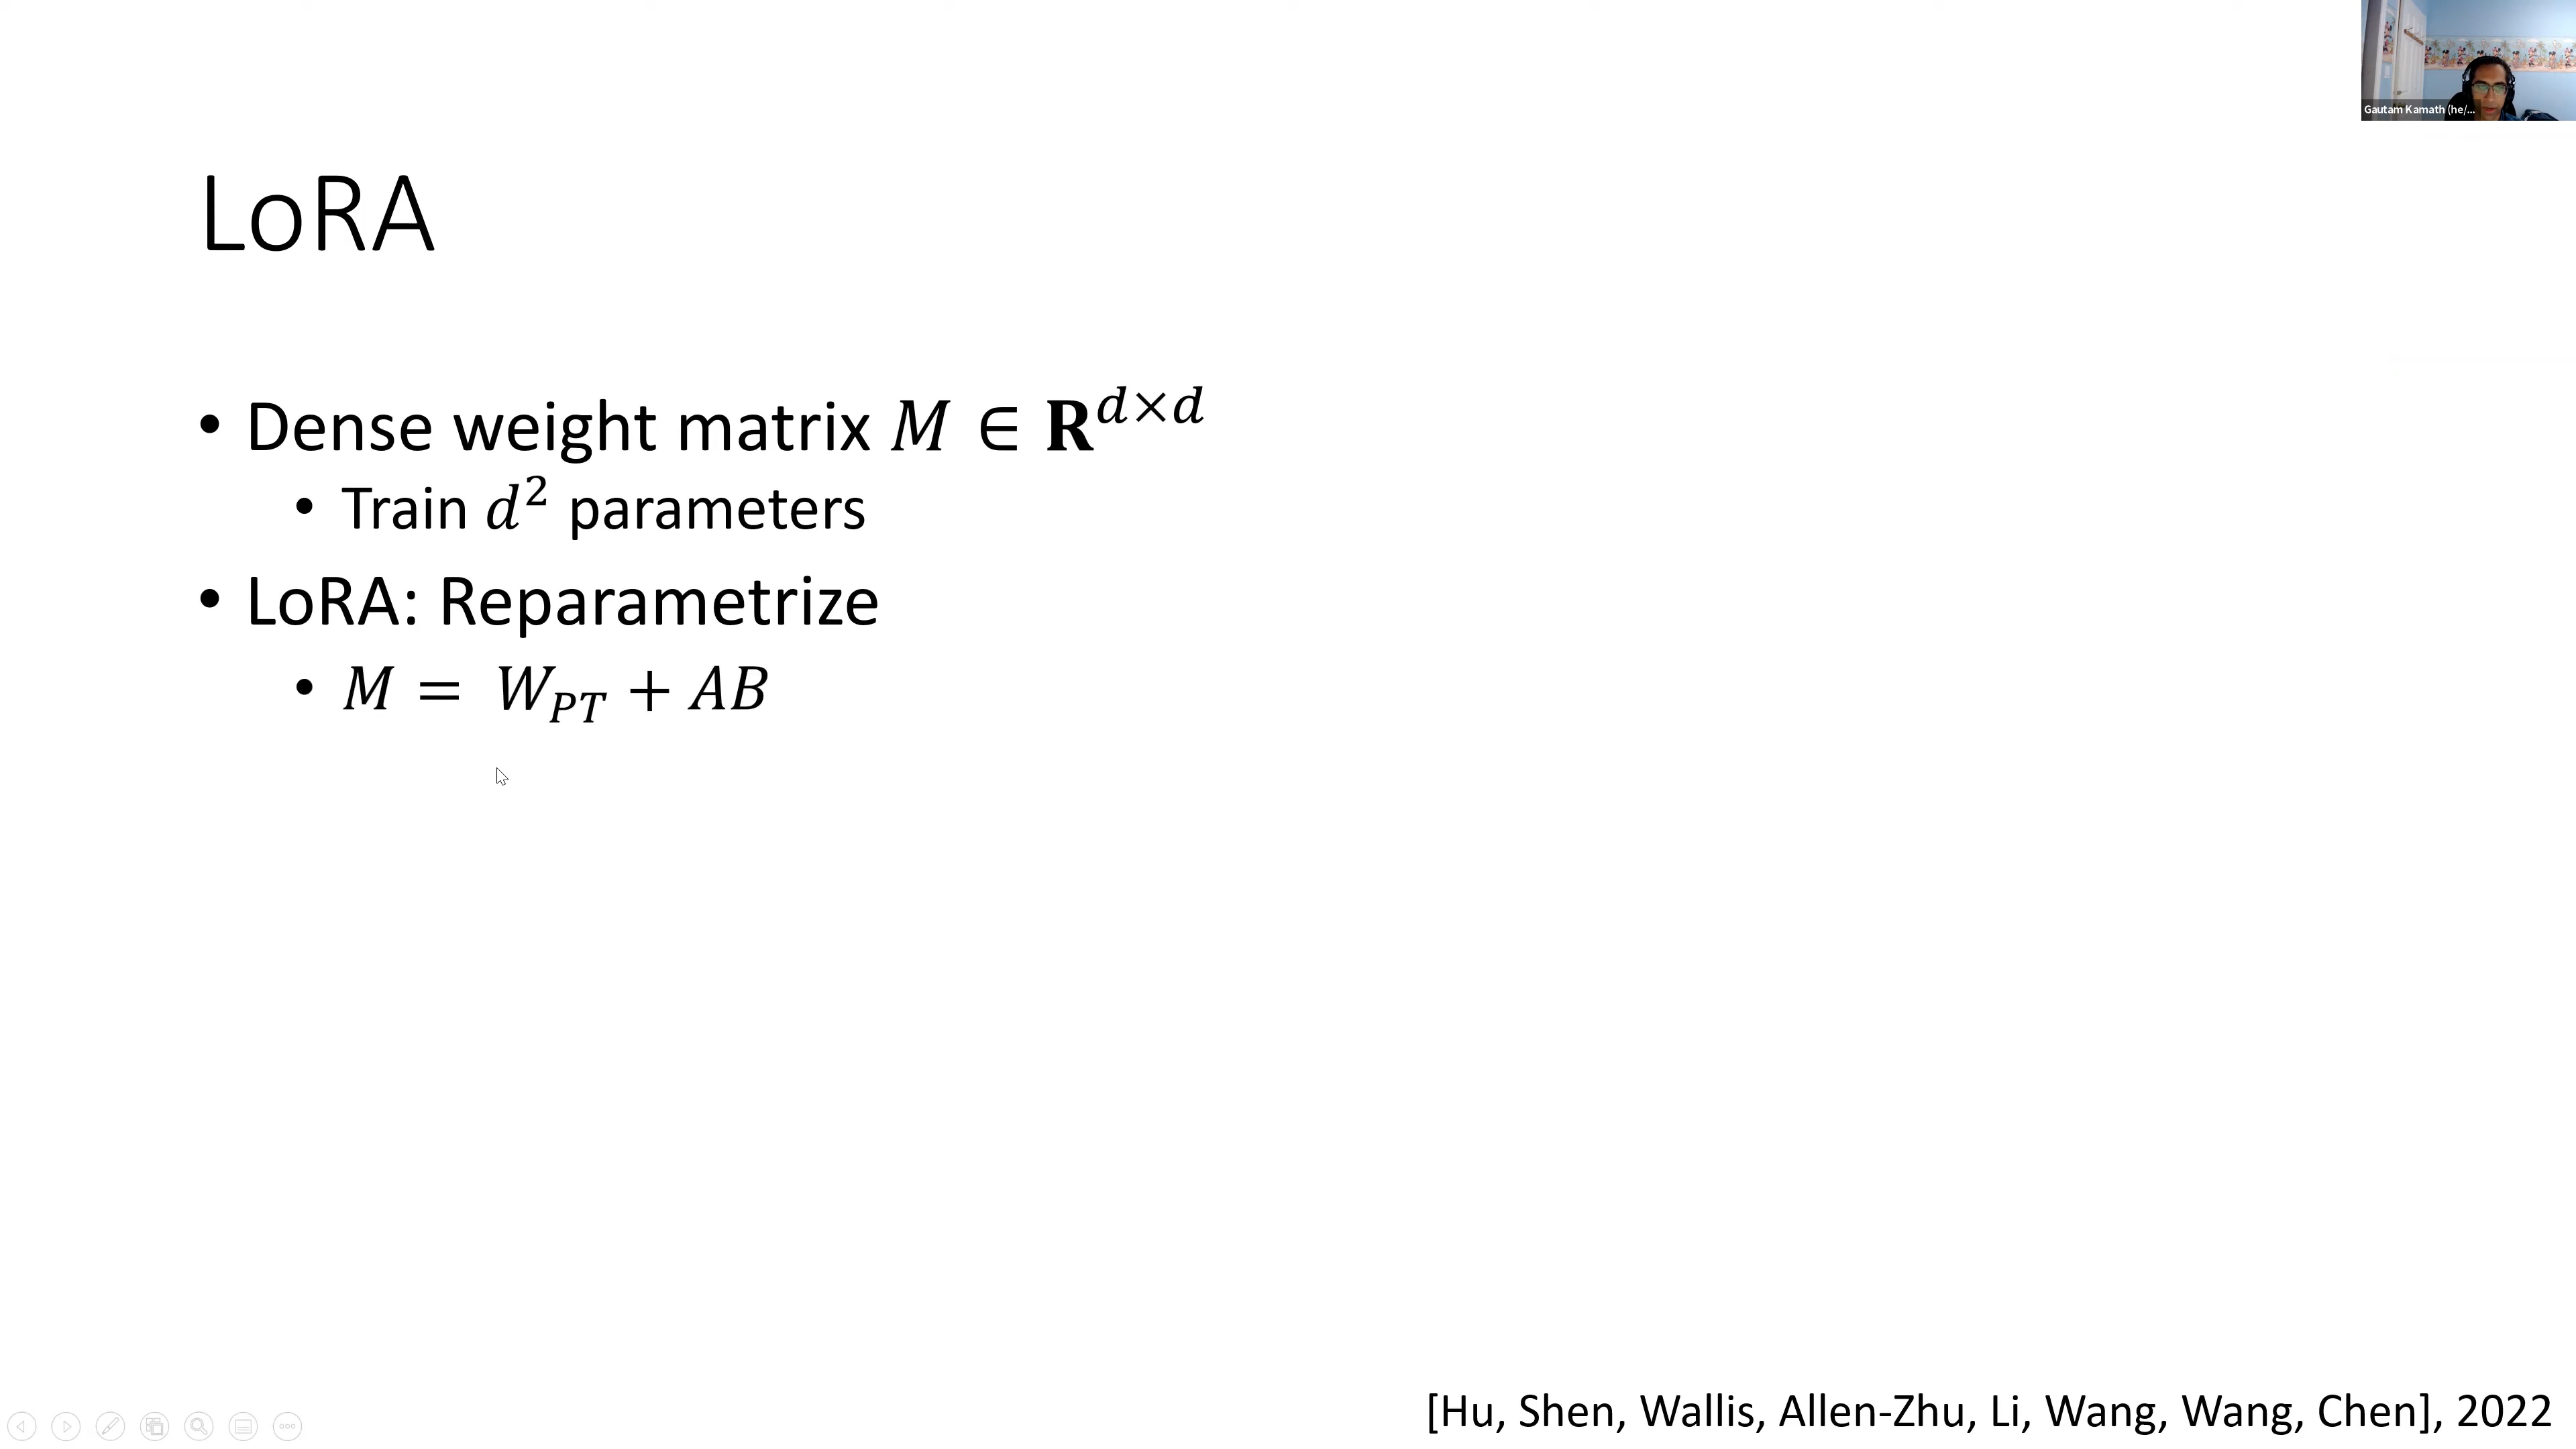 Gautam Kamath (he/...
LoRA
• Dense weight matrix M ∈ R^{d×d}
• Train d² parameters
• LoRA: Reparametrize
• M = W_{PT} + AB
[Hu, Shen, Wallis, Allen-Zhu, Li, Wang, Wang, Chen], 2022